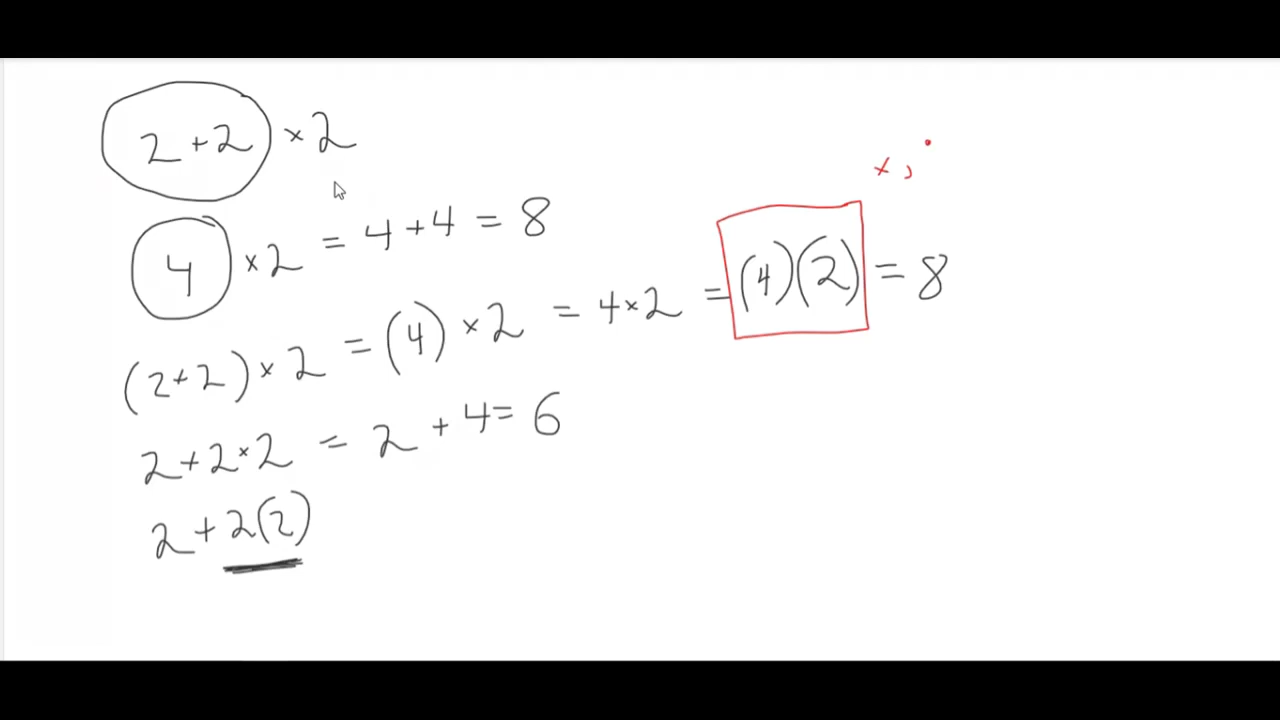 2 + 2 × 2
× , ·
4 × 2 = 4 + 4 = 8
(2 + 2) × 2 = (4) × 2 = 4 × 2 = (4)(2) = 8
2 + 2 × 2 = 2 + 4 = 6
2 + 2(2)